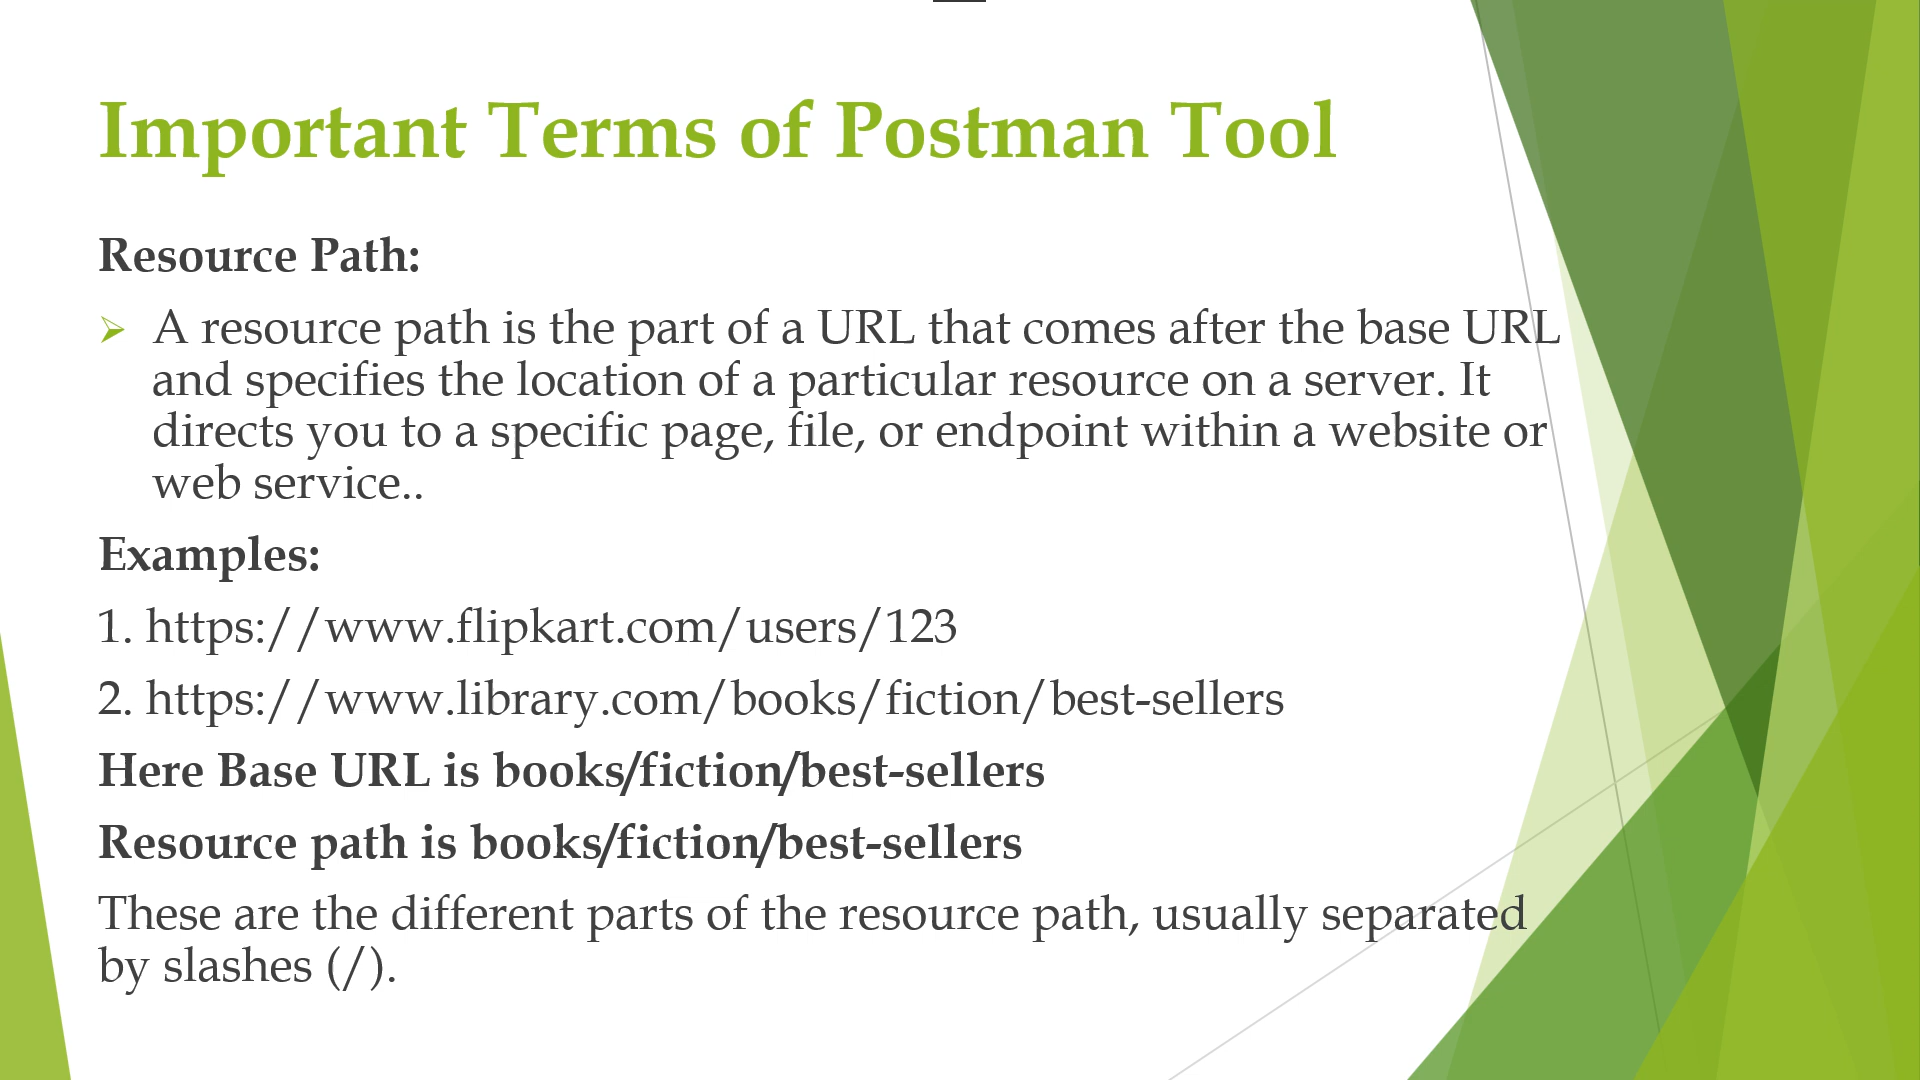 Important Terms of Postman Tool
Resource Path:
A resource path is the part of a URL that comes after the base URL
and specifies the location of a particular resource on a server. It
directs you to a specific page, file, or endpoint within a website or
web service..
Examples:
1. https://www.flipkart.com/users/123
2. https://www.library.com/books/fiction/best-sellers
Here Base URL is books/fiction/best-sellers
Resource path is books/fiction/best-sellers
These are the different parts of the resource path, usually separated
by slashes (/).